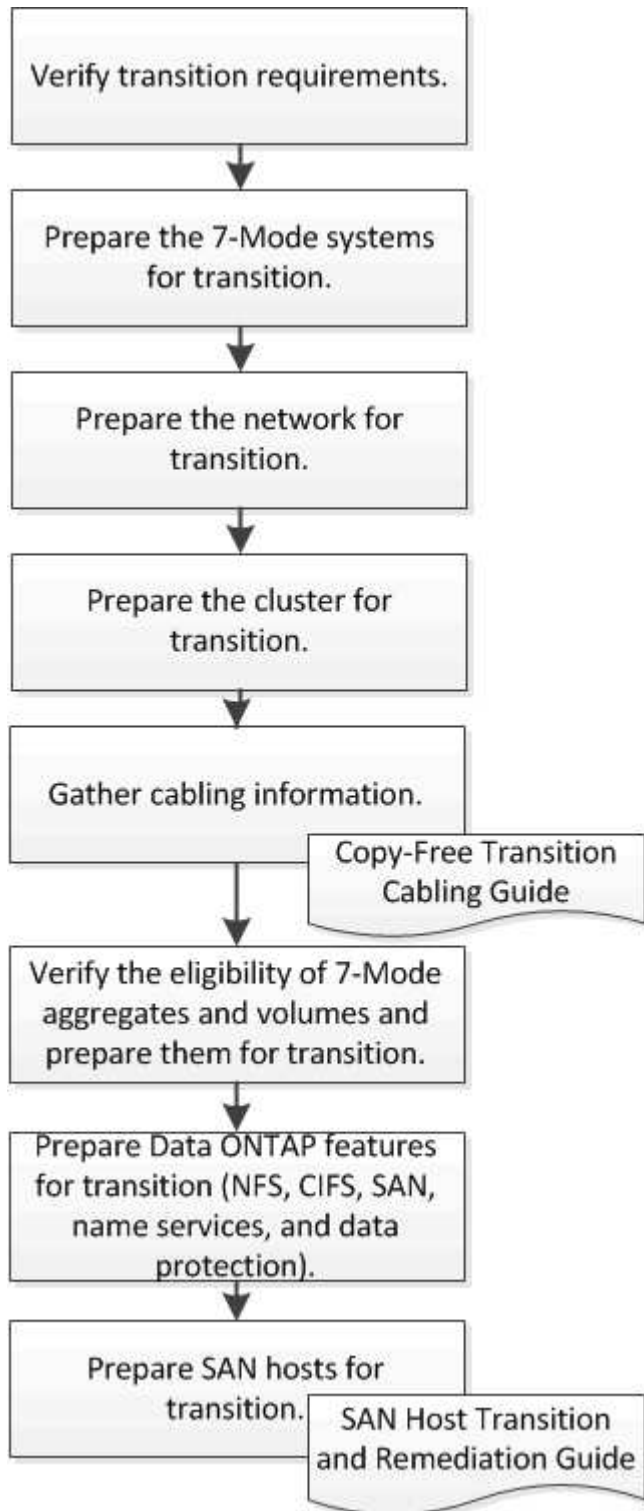 Verify transition requirements.
Prepare the 7-Mode systems
for transition.
Prepare the network for
transition.
Prepare the cluster for
transition.
Gather cabling information.
Copy-Free Transition
Cabling Guide
Verify the eligibility of 7-Mode
aggregates and volumes and
prepare them for transition.
Prepare Data ONTAP features
for transition (NFS, CIFS, SAN,
name services, and data
protection).
Prepare SAN hosts for
transition.
SAN Host Transition
and Remediation Guide